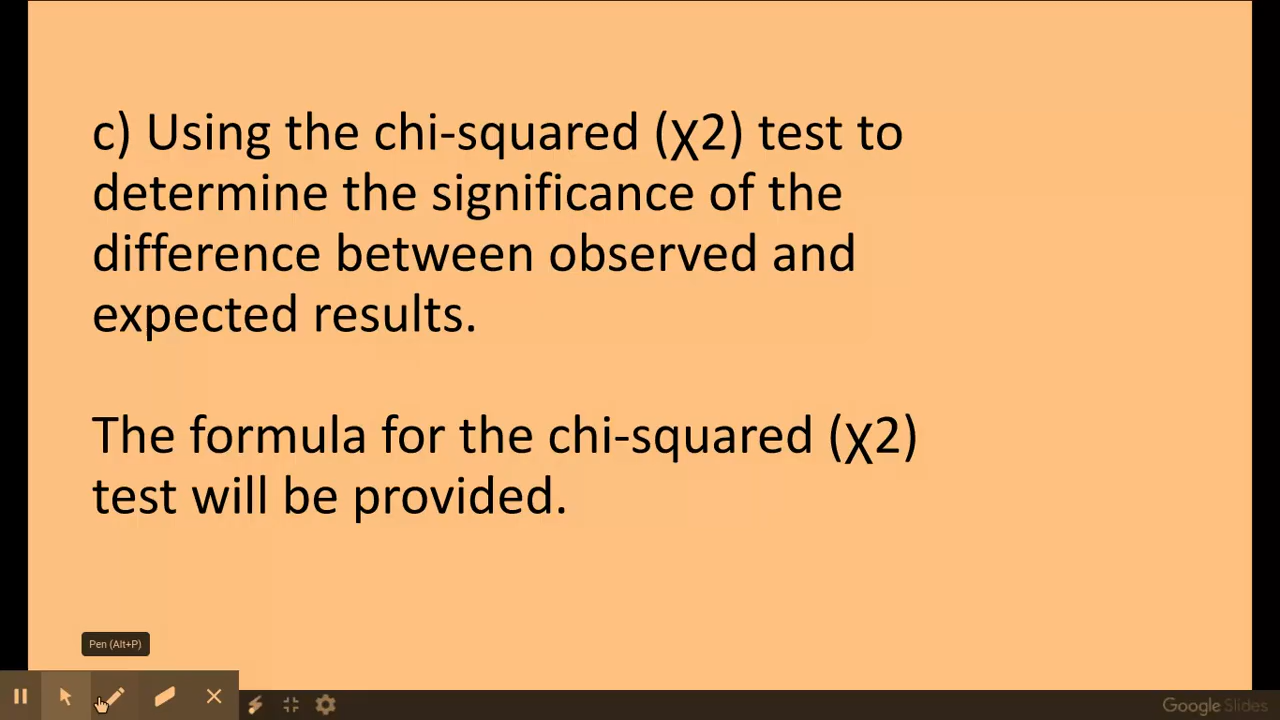 c) Using the chi-squared (χ2) test to
determine the significance of the
difference between observed and
expected results.
The formula for the chi-squared (χ2)
test will be provided.
Pen (Alt+P)
Google Slides